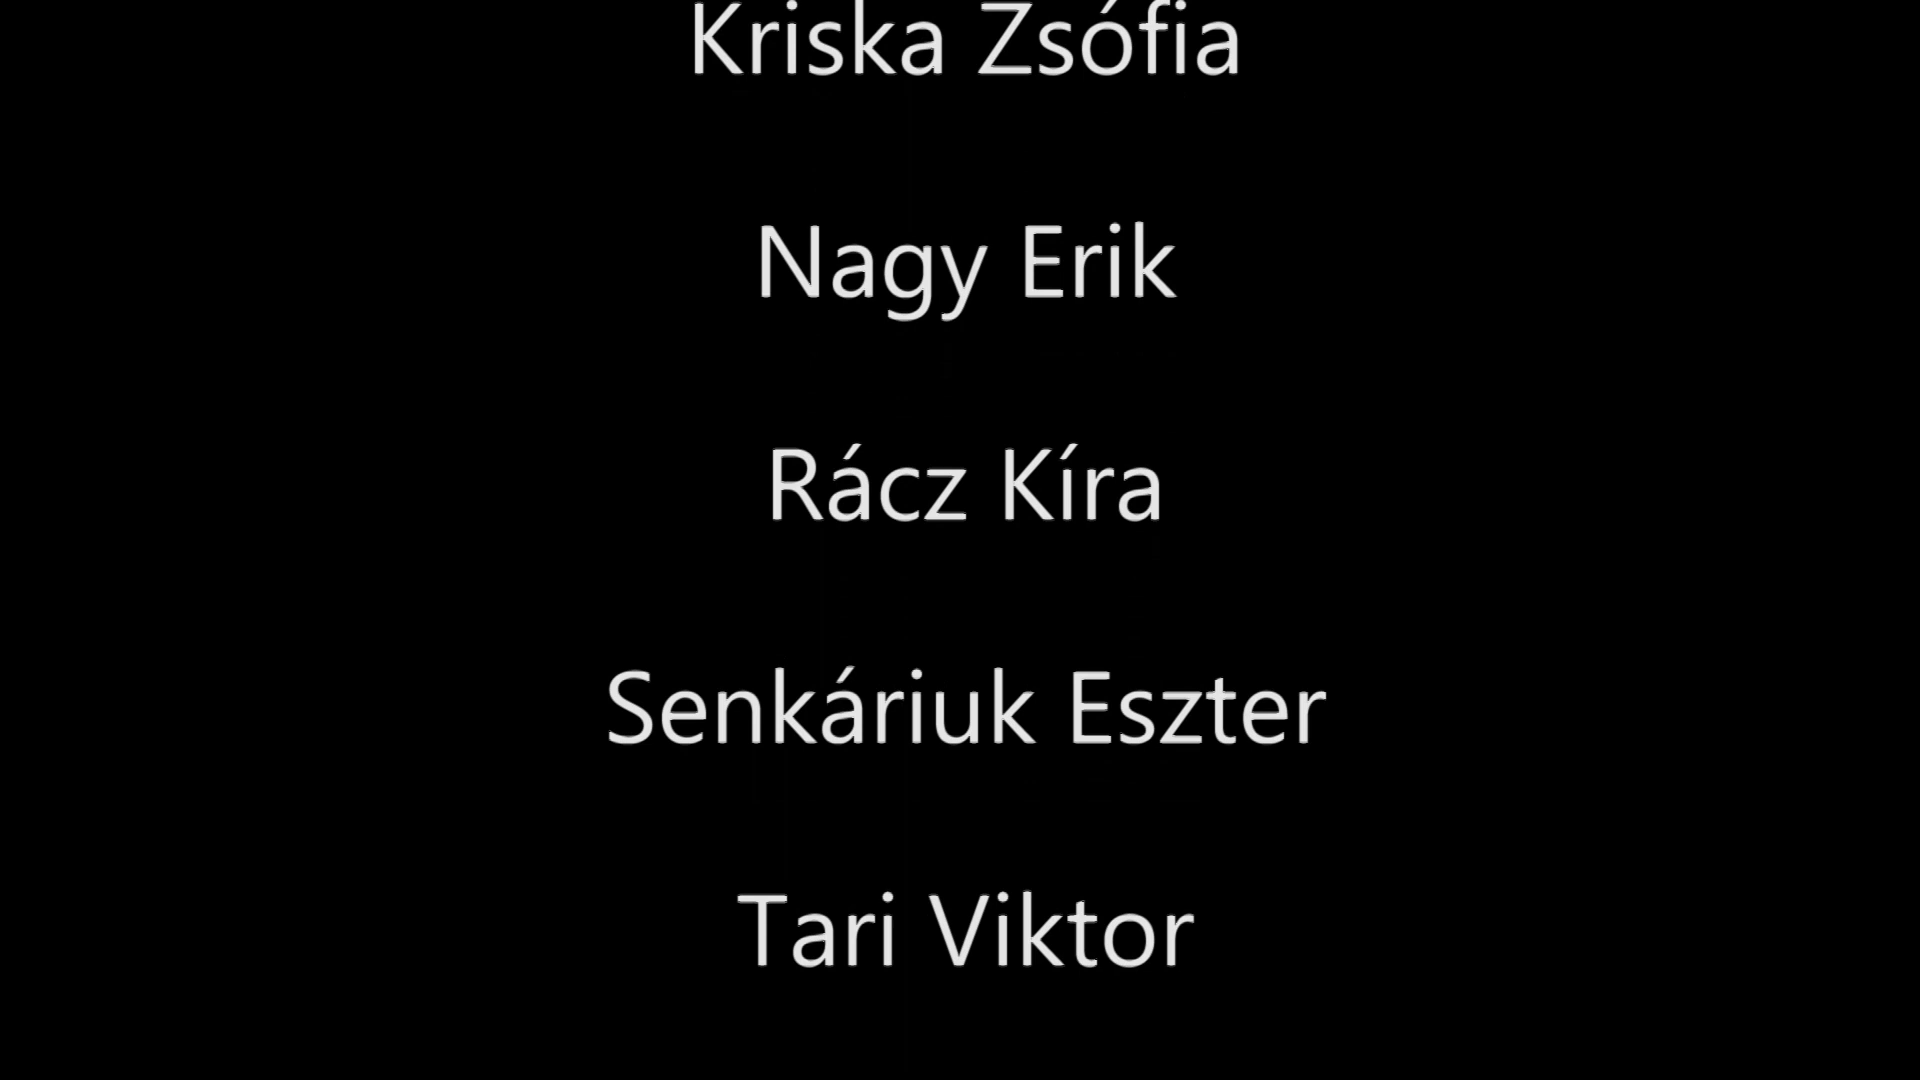 Kriska Zsófia
Nagy Erik
Rácz Kíra
Senkáriuk Eszter
Tari Viktor